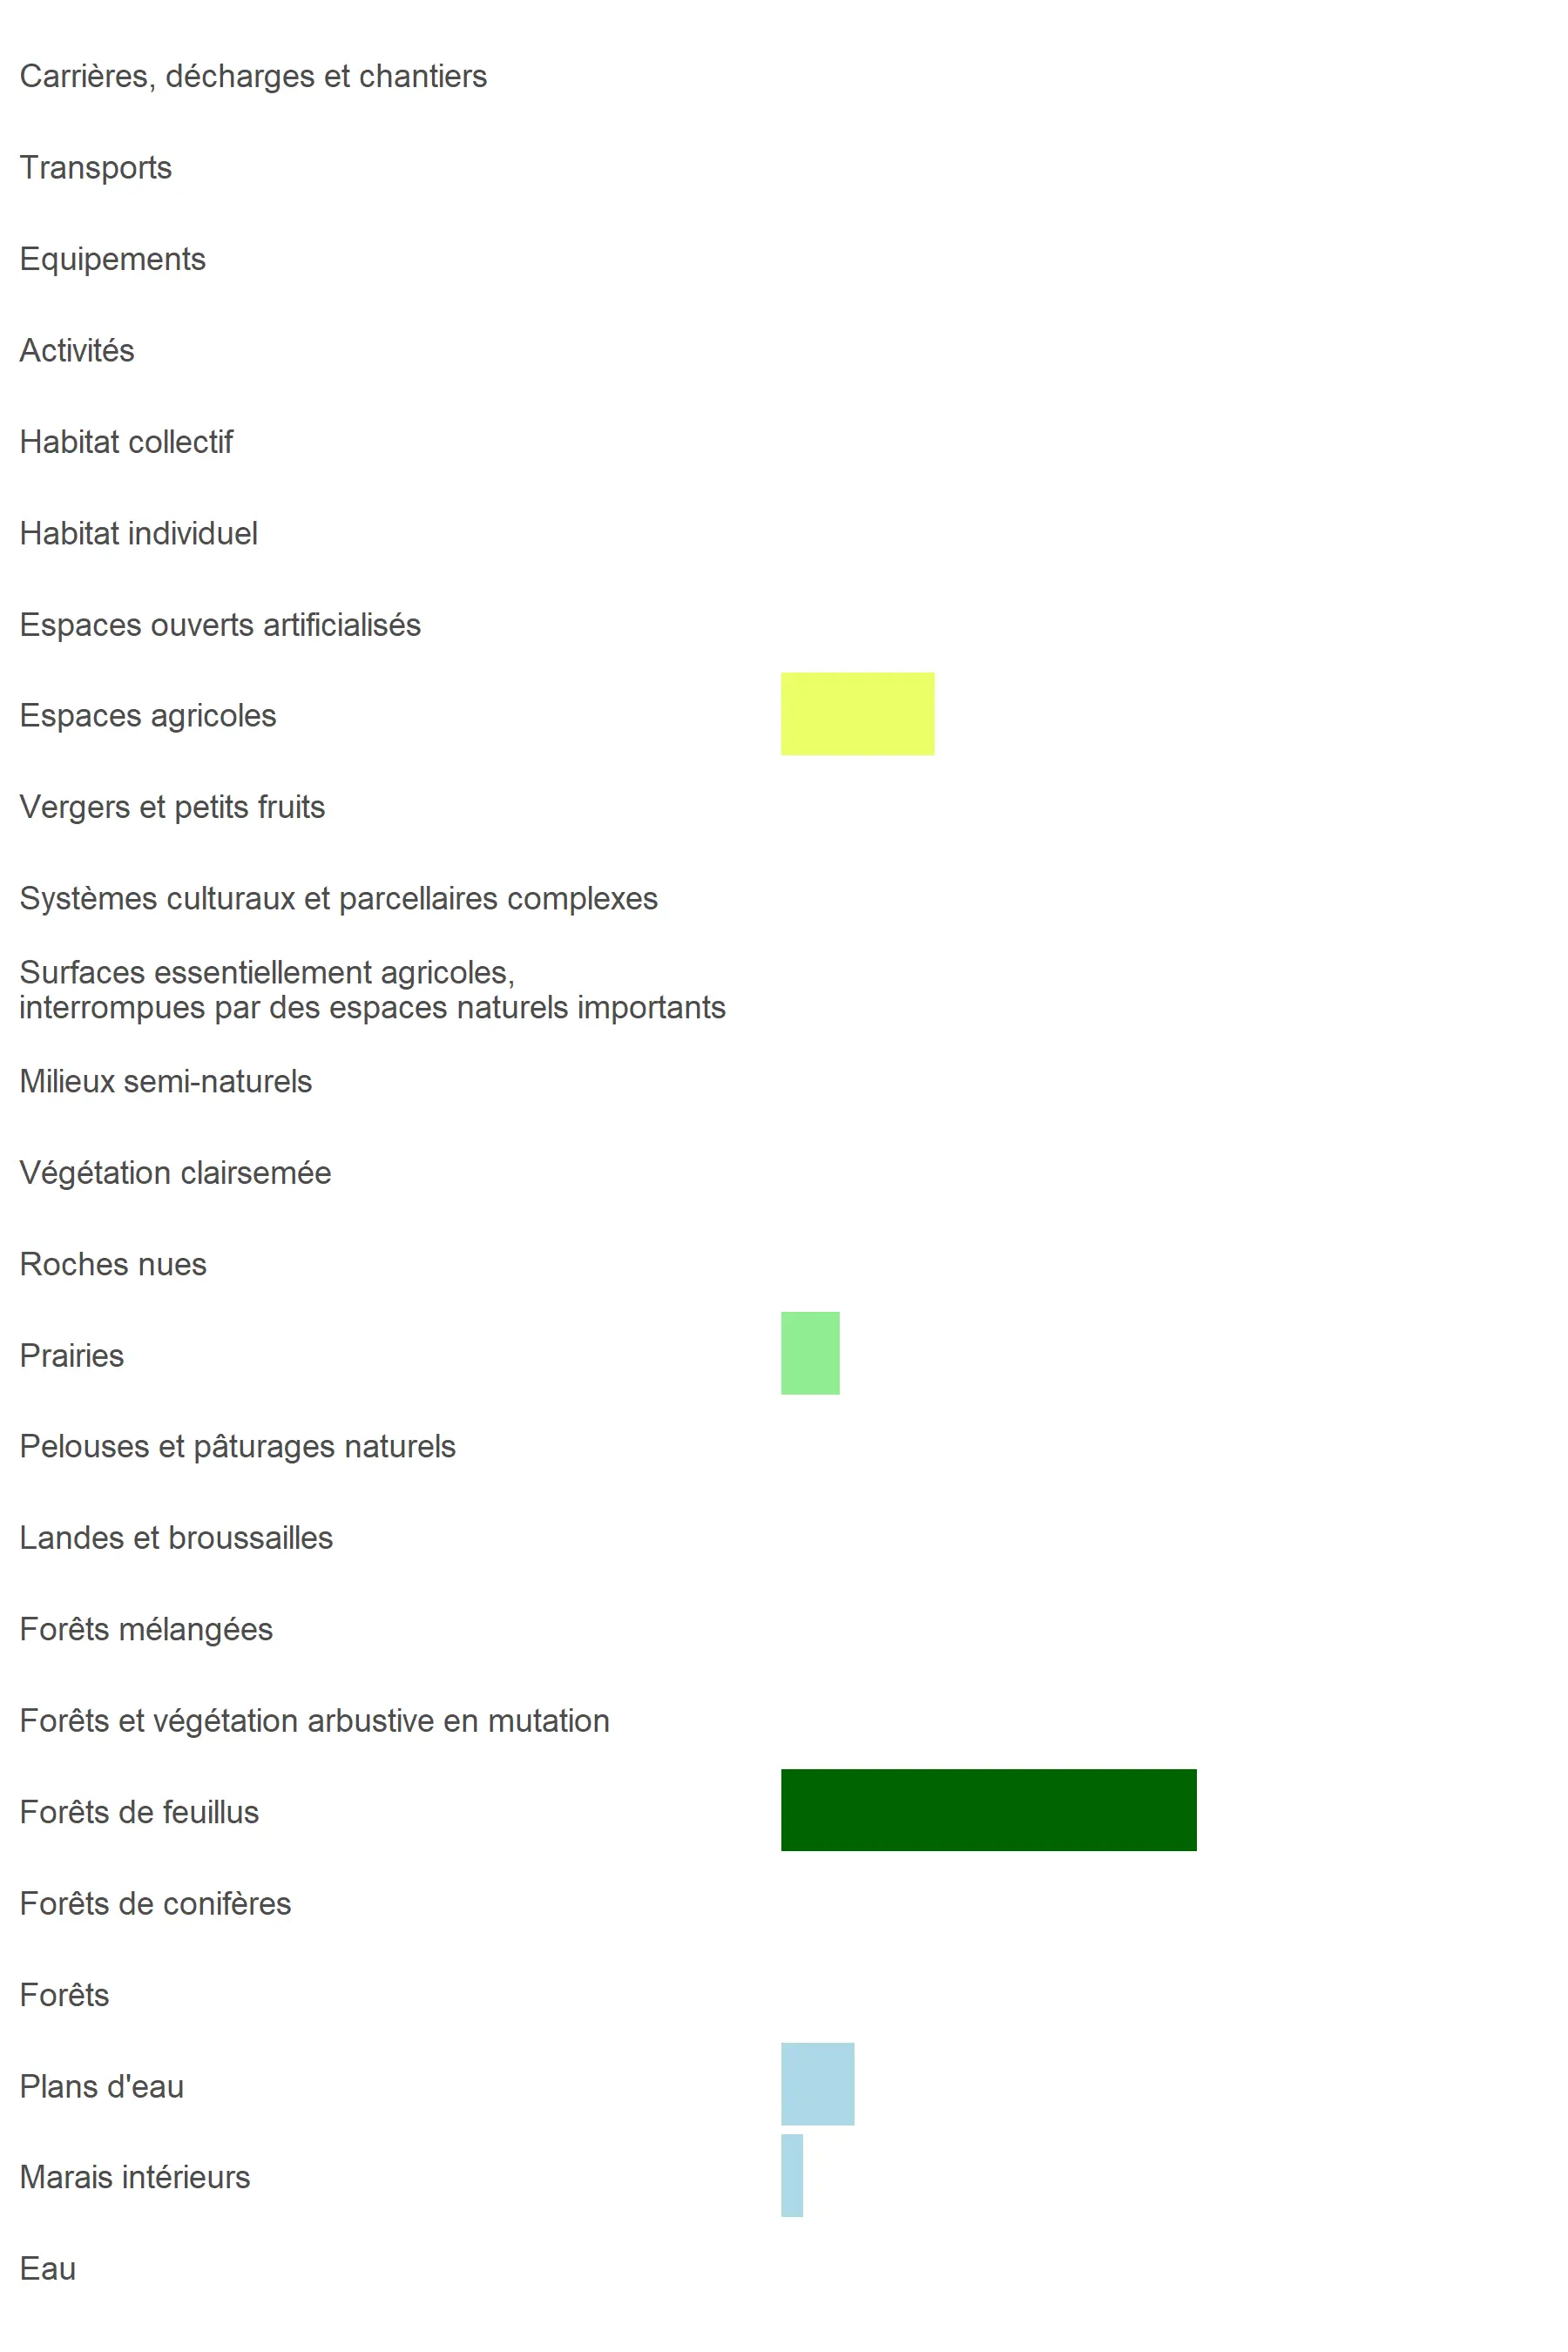 Carrières, décharges et chantiers
Transports
Equipements
Activités
Habitat collectif
Habitat individuel
Espaces ouverts artificialisés
Espaces agricoles
Vergers et petits fruits
Systèmes culturaux et parcellaires complexes
Surfaces essentiellement agricoles,
interrompues par des espaces naturels importants
Milieux semi-naturels
Végétation clairsemée
Roches nues
Prairies
Pelouses et pâturages naturels
Landes et broussailles
Forêts mélangées
Forêts et végétation arbustive en mutation
Forêts de feuillus
Forêts de conifères
Forêts
Plans d'eau
Marais intérieurs
Eau